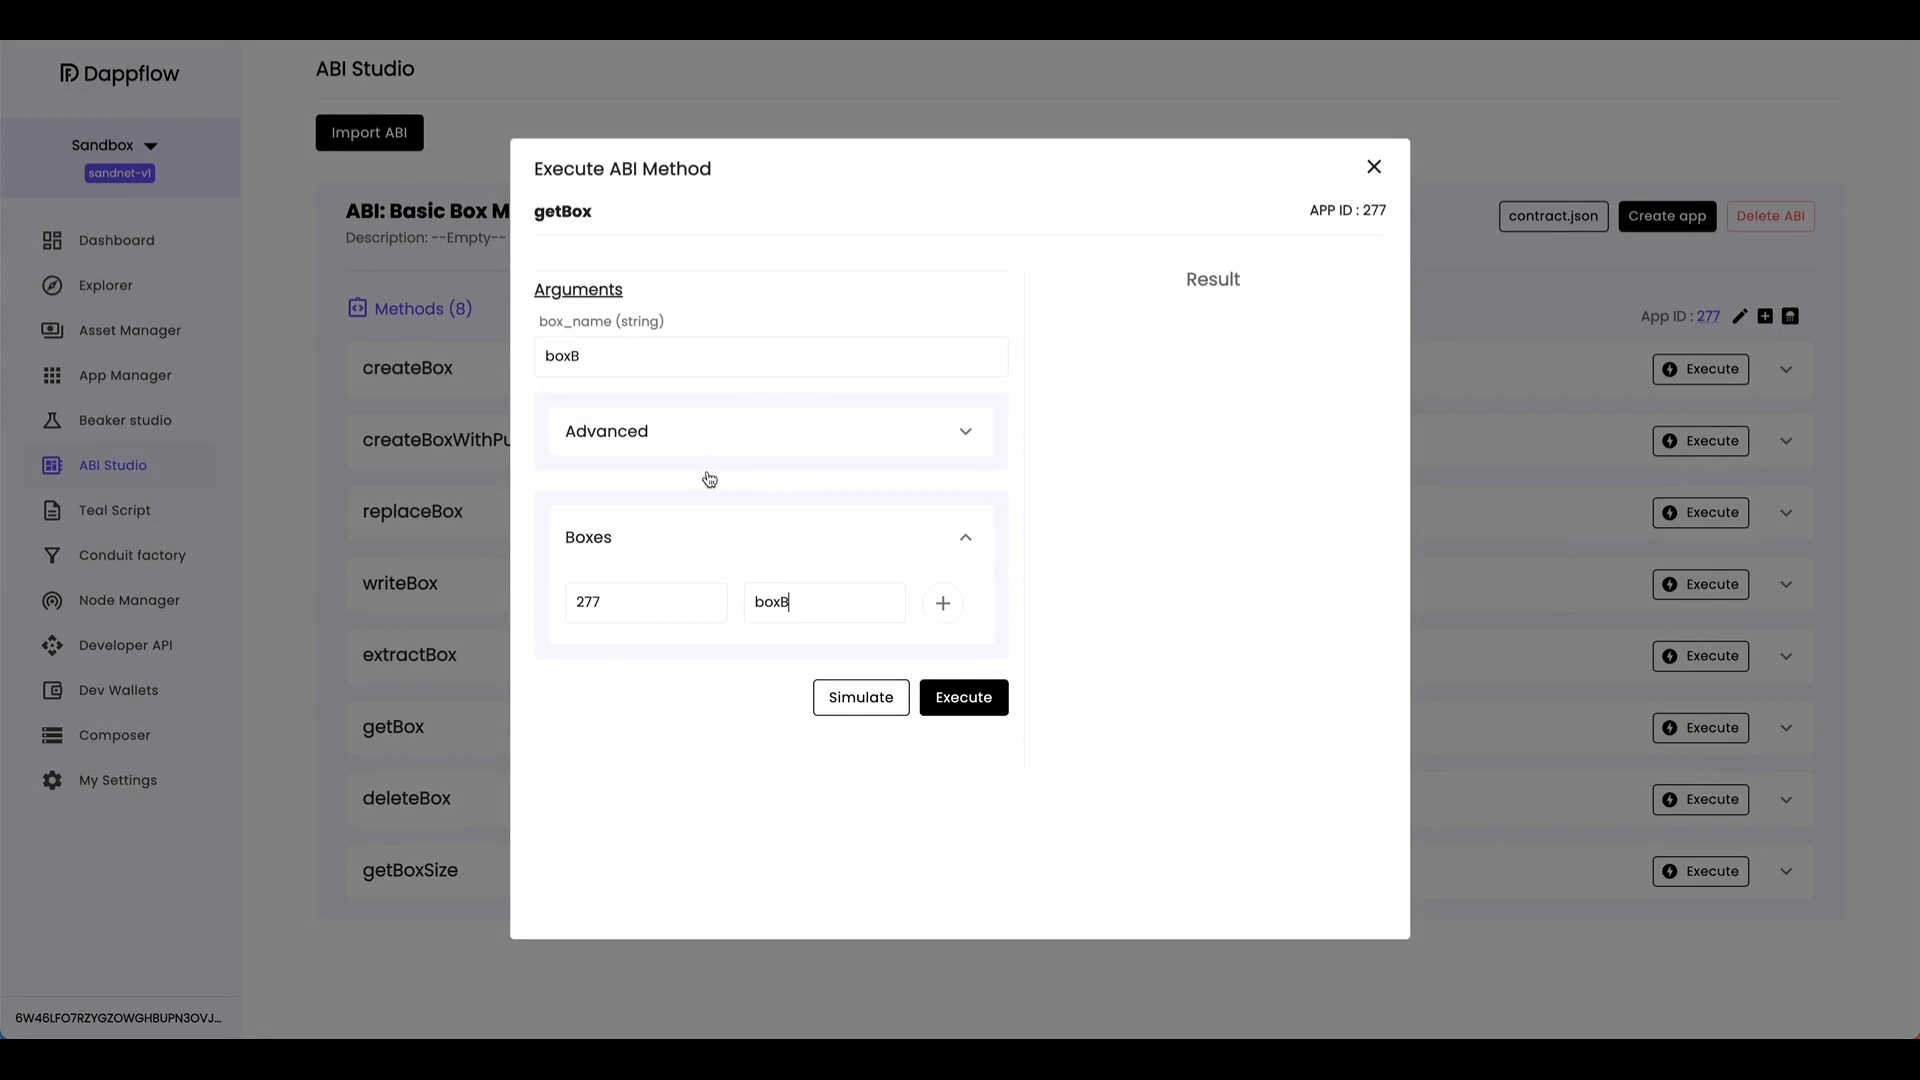 Dappflow
Sandbox
sandnet-v1
Dashboard
Explorer
Asset Manager
App Manager
Beaker studio
ABI Studio
Teal Script
Conduit factory
Node Manager
Developer API
Dev Wallets
Composer
My Settings
6W46LFO7RZYGZOWGHBUPN3OVJ...
ABI Studio
Import ABI
ABI: Basic Box M
Description: --Empty--
contract.json
Create app
Delete ABI
Methods (8)
App ID : 277
createBox
Execute
createBoxWithPu
Execute
replaceBox
Execute
writeBox
Execute
extractBox
Execute
getBox
Execute
deleteBox
Execute
getBoxSize
Execute
Execute ABI Method
getBox
APP ID : 277
Arguments
box_name (string)
boxB
Advanced
Boxes
277
boxB
Simulate
Execute
Result